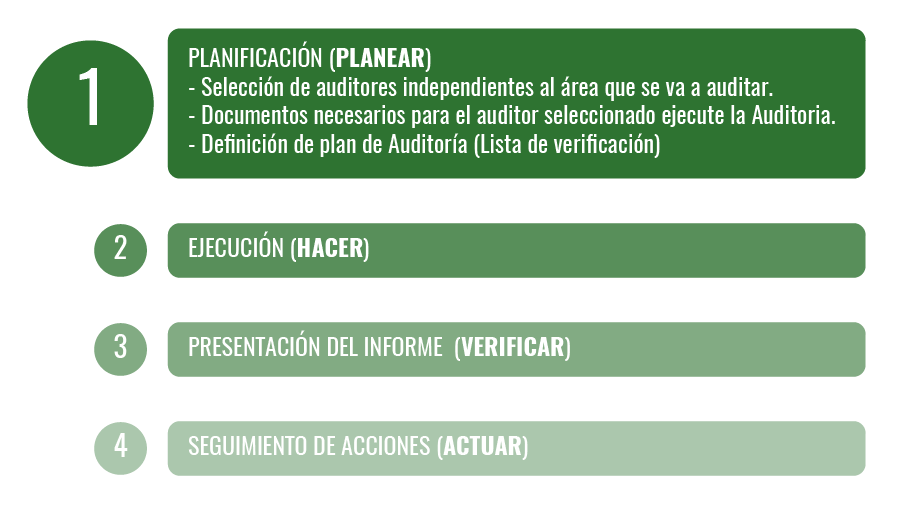 1
PLANIFICACIÓN (PLANEAR)
- Selección de auditores independientes al área que se va a auditar.
- Documentos necesarios para el auditor seleccionado ejecute la Auditoria.
- Definición de plan de Auditoría (Lista de verificación)
2
EJECUCIÓN (HACER)
3
PRESENTACIÓN DEL INFORME (VERIFICAR)
4
SEGUIMIENTO DE ACCIONES (ACTUAR)